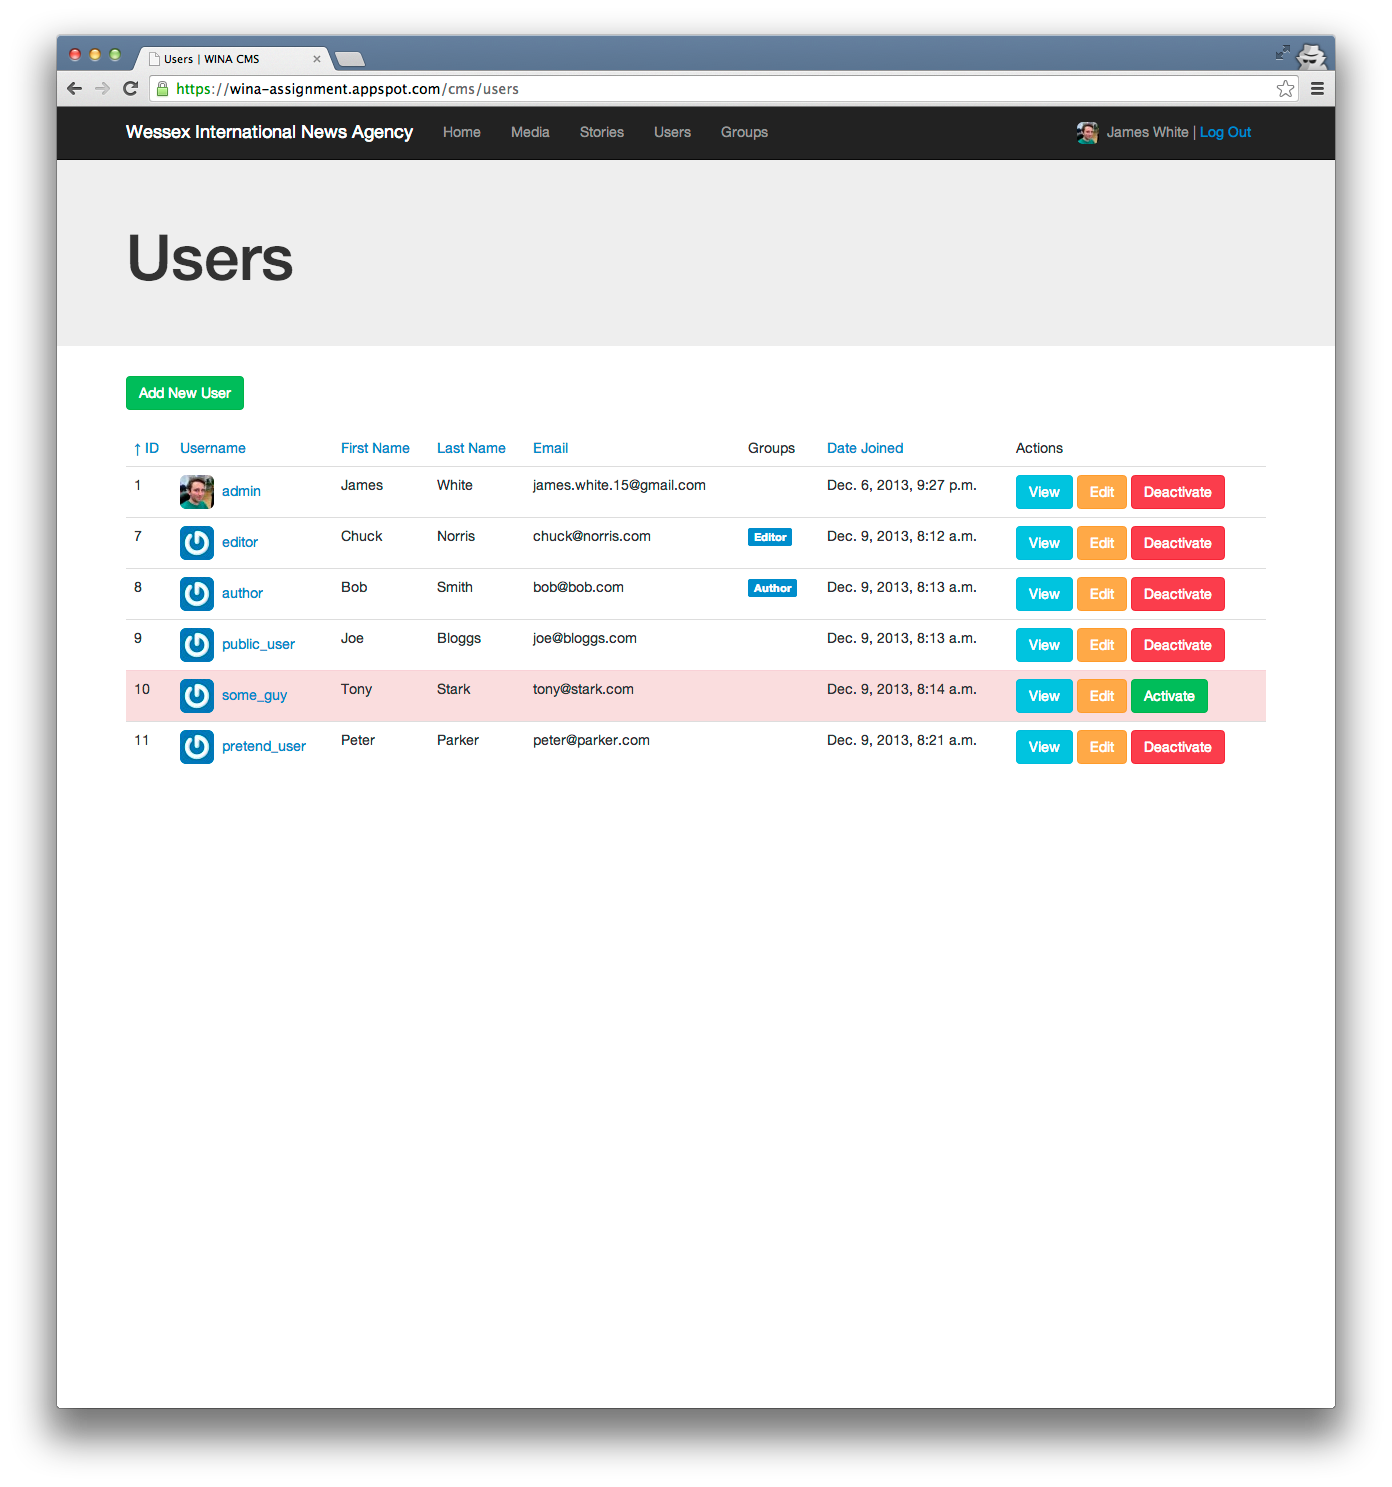 Users | WINA CMS
https://wina-assignment.appspot.com/cms/users
Wessex International News Agency Home Media Stories Users Groups James White | Log Out
Users
Add New User
↑ ID Username First Name Last Name Email Groups Date Joined Actions
1 admin James White james.white.15@gmail.com Dec. 6, 2013, 9:27 p.m. View Edit Deactivate
7 editor Chuck Norris chuck@norris.com Editor Dec. 9, 2013, 8:12 a.m. View Edit Deactivate
8 author Bob Smith bob@bob.com Author Dec. 9, 2013, 8:13 a.m. View Edit Deactivate
9 public_user Joe Bloggs joe@bloggs.com Dec. 9, 2013, 8:13 a.m. View Edit Deactivate
10 some_guy Tony Stark tony@stark.com Dec. 9, 2013, 8:14 a.m. View Edit Activate
11 pretend_user Peter Parker peter@parker.com Dec. 9, 2013, 8:21 a.m. View Edit Deactivate